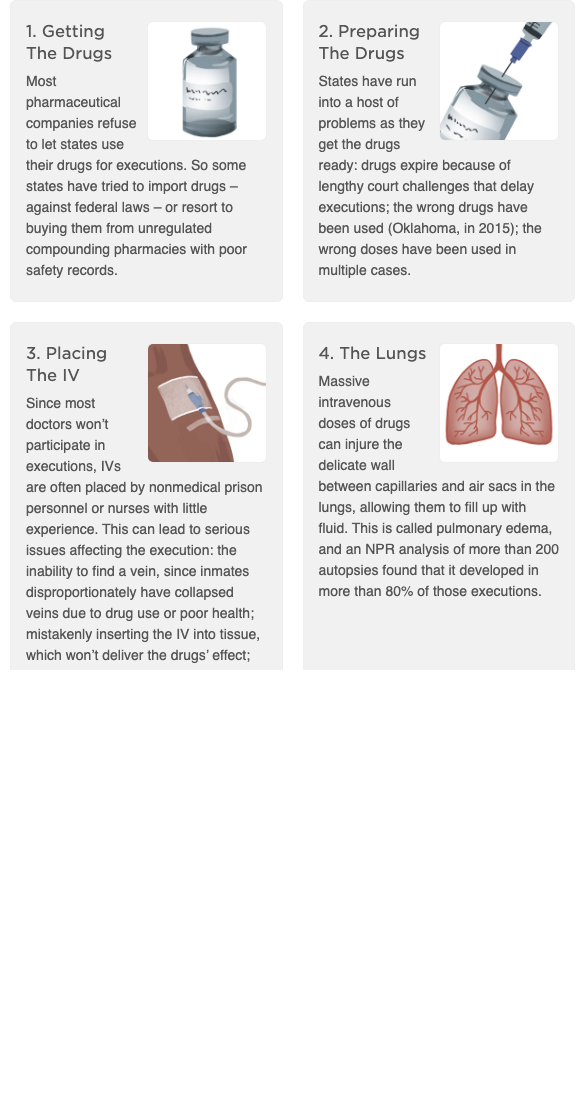 1. Getting
The Drugs
Most
pharmaceutical
companies refuse
to let states use
their drugs for executions. So some
states have tried to import drugs –
against federal laws – or resort to
buying them from unregulated
compounding pharmacies with poor
safety records.
2. Preparing
The Drugs
States have run
into a host of
problems as they
get the drugs
ready: drugs expire because of
lengthy court challenges that delay
executions; the wrong drugs have
been used (Oklahoma, in 2015); the
wrong doses have been used in
multiple cases.
3. Placing
The IV
Since most
doctors won’t
participate in
executions, IVs
are often placed by nonmedical prison
personnel or nurses with little
experience. This can lead to serious
issues affecting the execution: the
inability to find a vein, since inmates
disproportionately have collapsed
veins due to drug use or poor health;
mistakenly inserting the IV into tissue,
which won’t deliver the drugs’ effect;
4. The Lungs
Massive
intravenous
doses of drugs
can injure the
delicate wall
between capillaries and air sacs in the
lungs, allowing them to fill up with
fluid. This is called pulmonary edema,
and an NPR analysis of more than 200
autopsies found that it developed in
more than 80% of those executions.